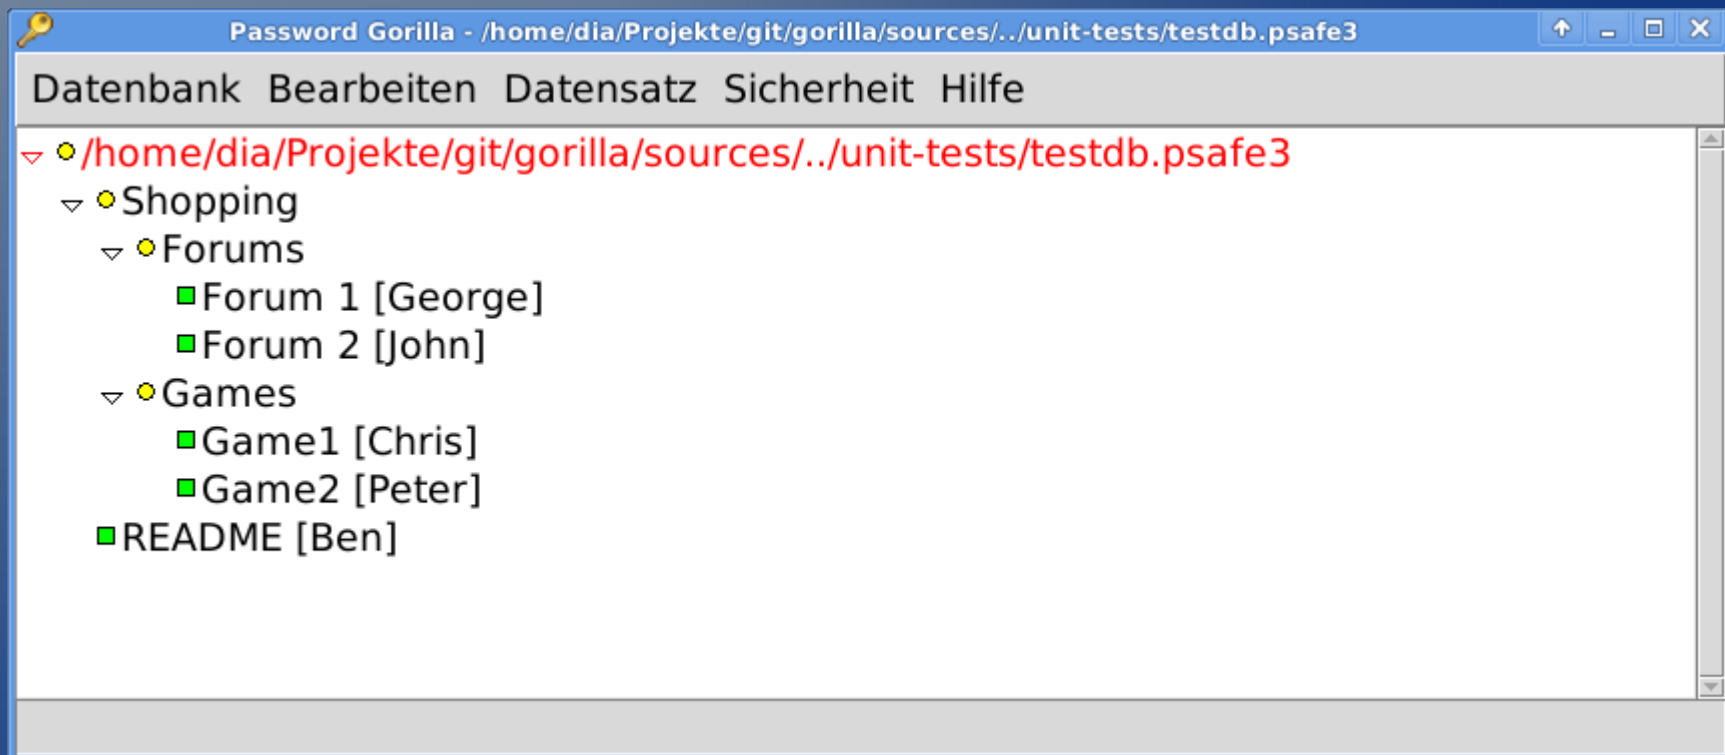 Password Gorilla - /home/dia/Projekte/git/gorilla/sources/../unit-tests/testdb.psafe3
Datenbank Bearbeiten Datensatz Sicherheit Hilfe
/home/dia/Projekte/git/gorilla/sources/../unit-tests/testdb.psafe3
Shopping
Forums
Forum 1 [George]
Forum 2 [John]
Games
Game1 [Chris]
Game2 [Peter]
README [Ben]